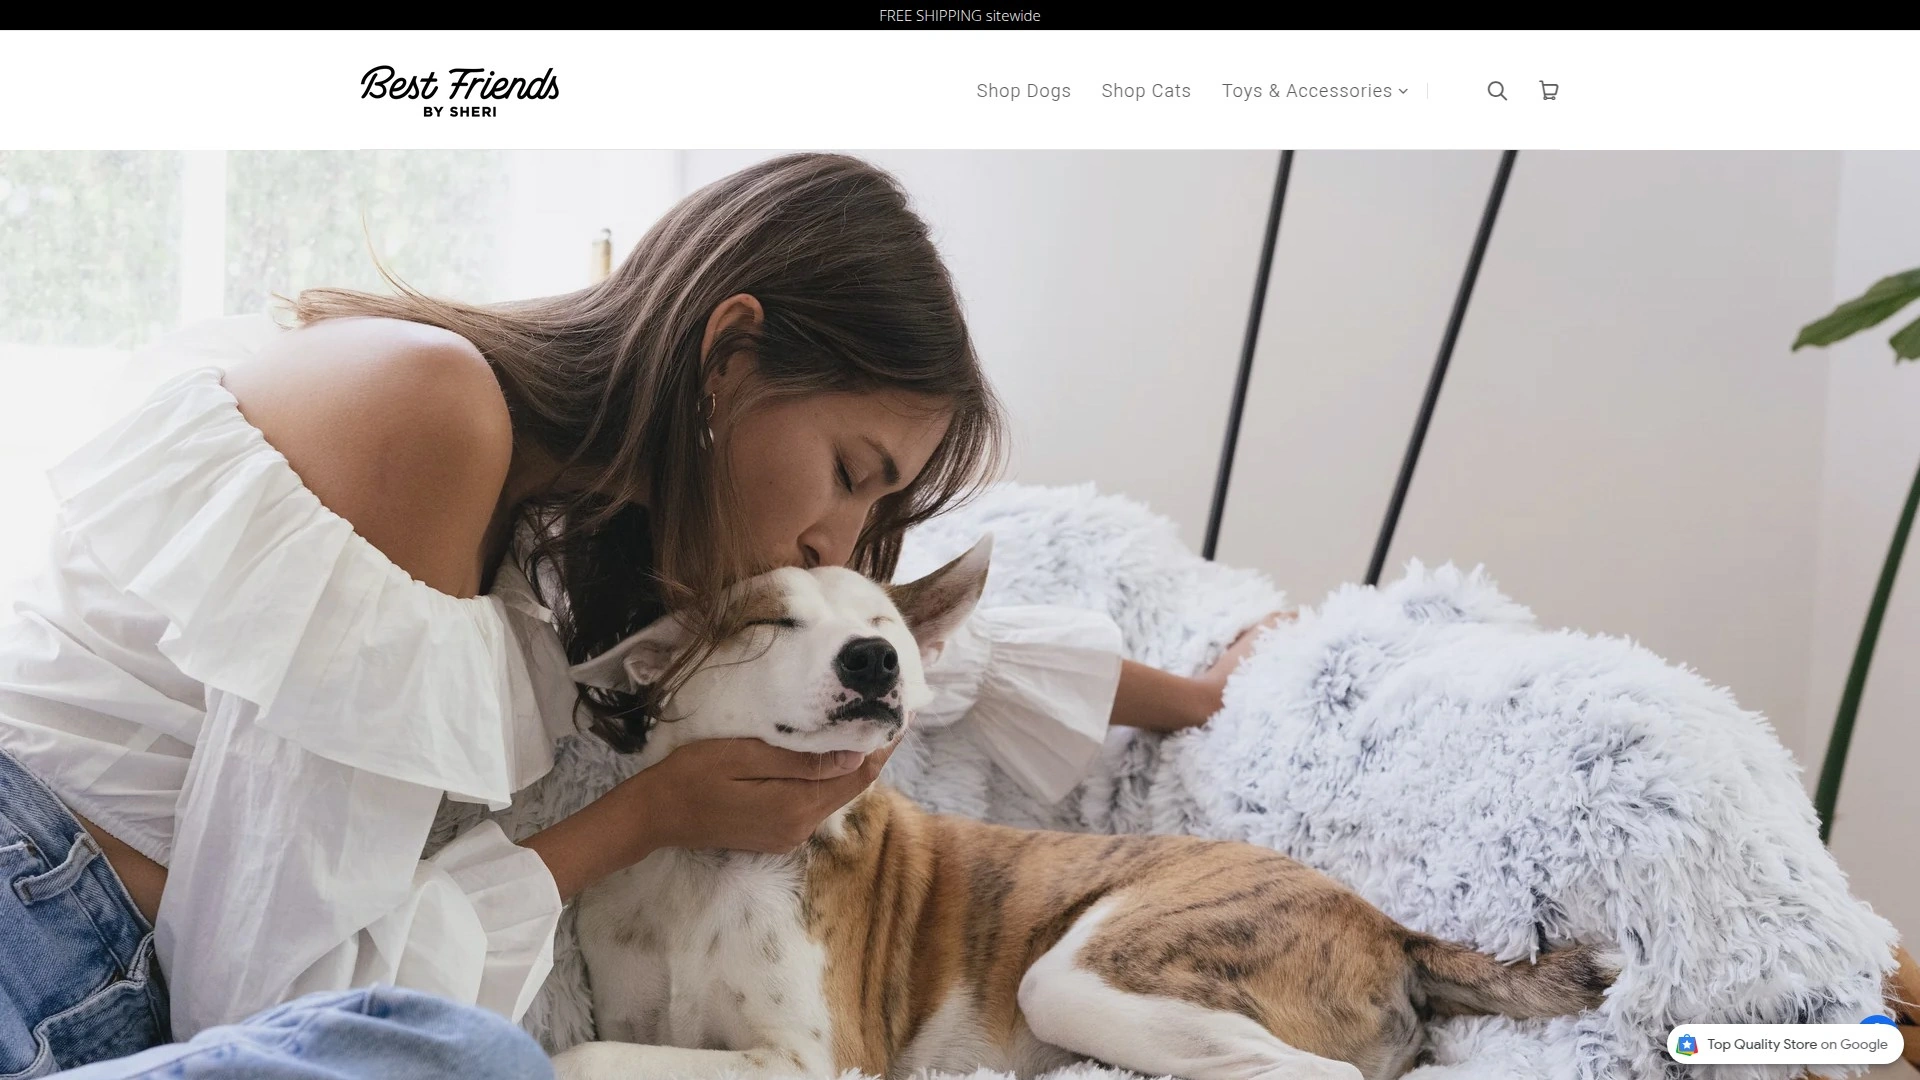 FREE SHIPPING sitewide
Best Friends
BY SHERI
Shop Dogs
Shop Cats
Toys & Accessories
Top Quality Store on Google